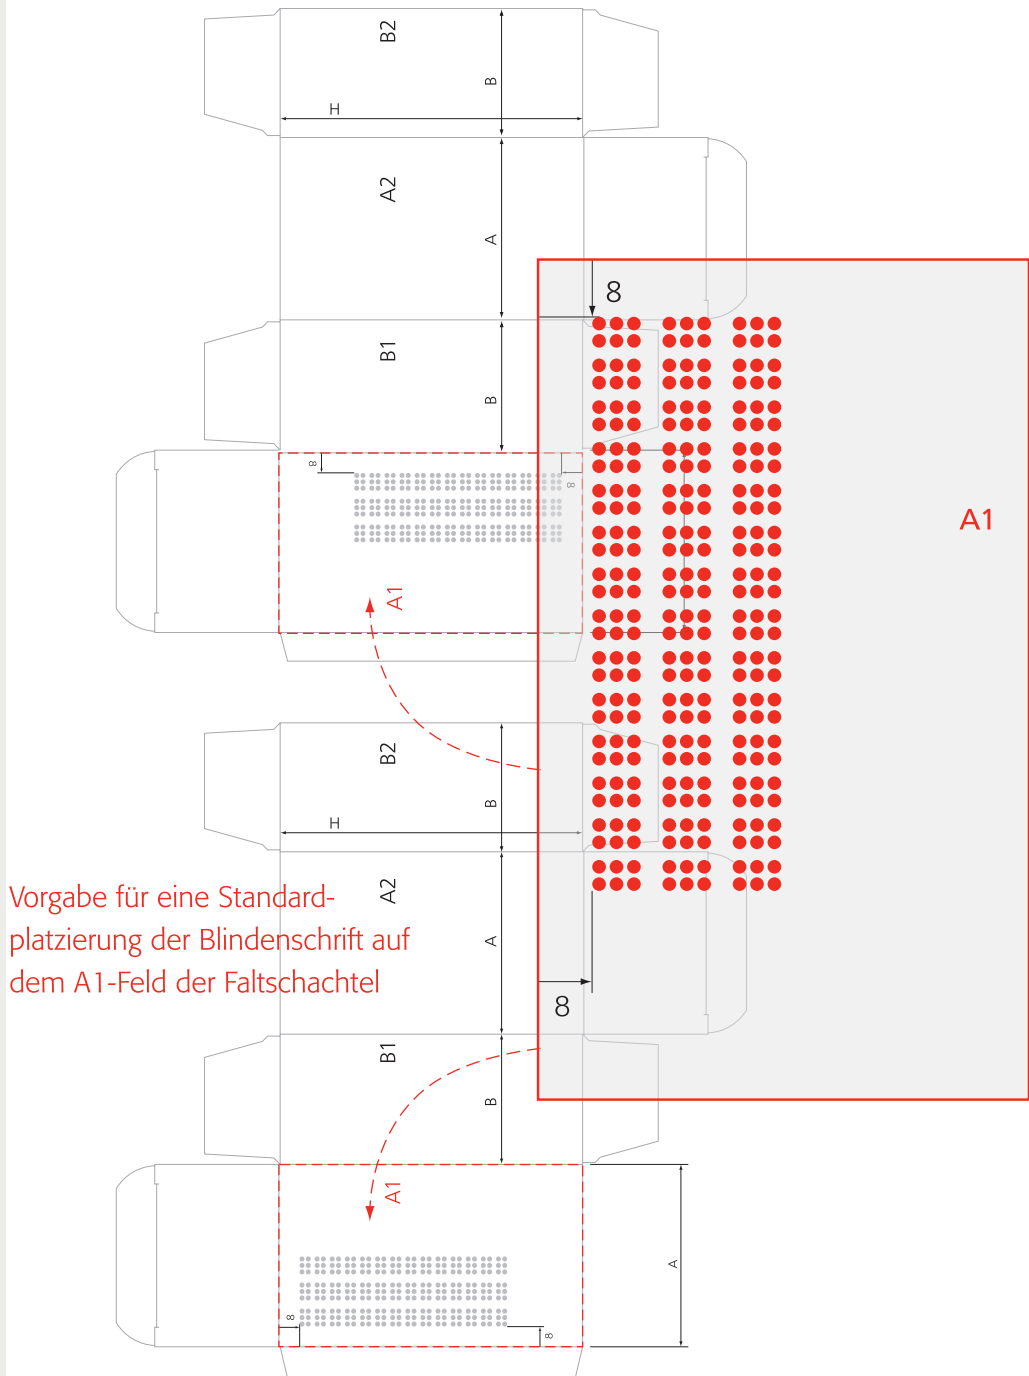 B2
B
H
A2
A
8
B1
B
8
8
A1
A1
B2
B
H
Vorgabe für eine Standard-
platzierung der Blindenschrift auf
dem A1-Feld der Faltschachtel
A2
A
8
B1
B
A1
A
8
8